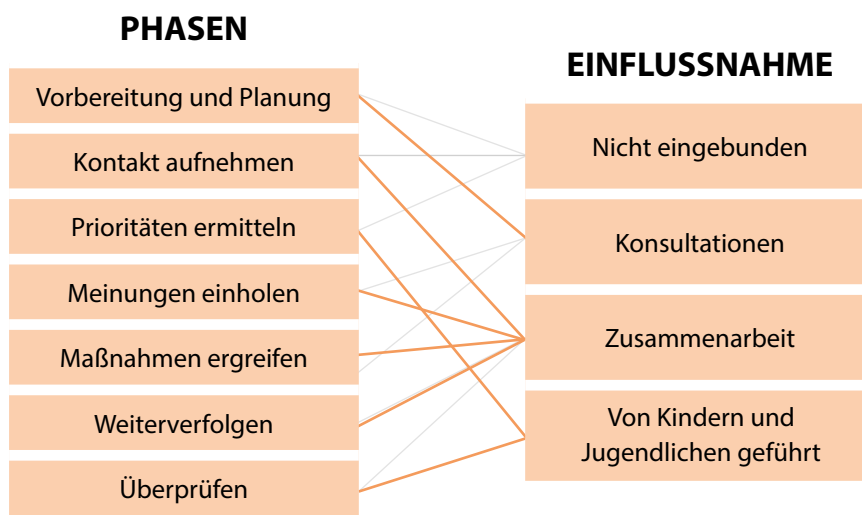 PHASEN
Vorbereitung und Planung
Kontakt aufnehmen
Prioritäten ermitteln
Meinungen einholen
Maßnahmen ergreifen
Weiterverfolgen
Überprüfen
EINFLUSSNAHME
Nicht eingebunden
Konsultationen
Zusammenarbeit
Von Kindern und
Jugendlichen geführt